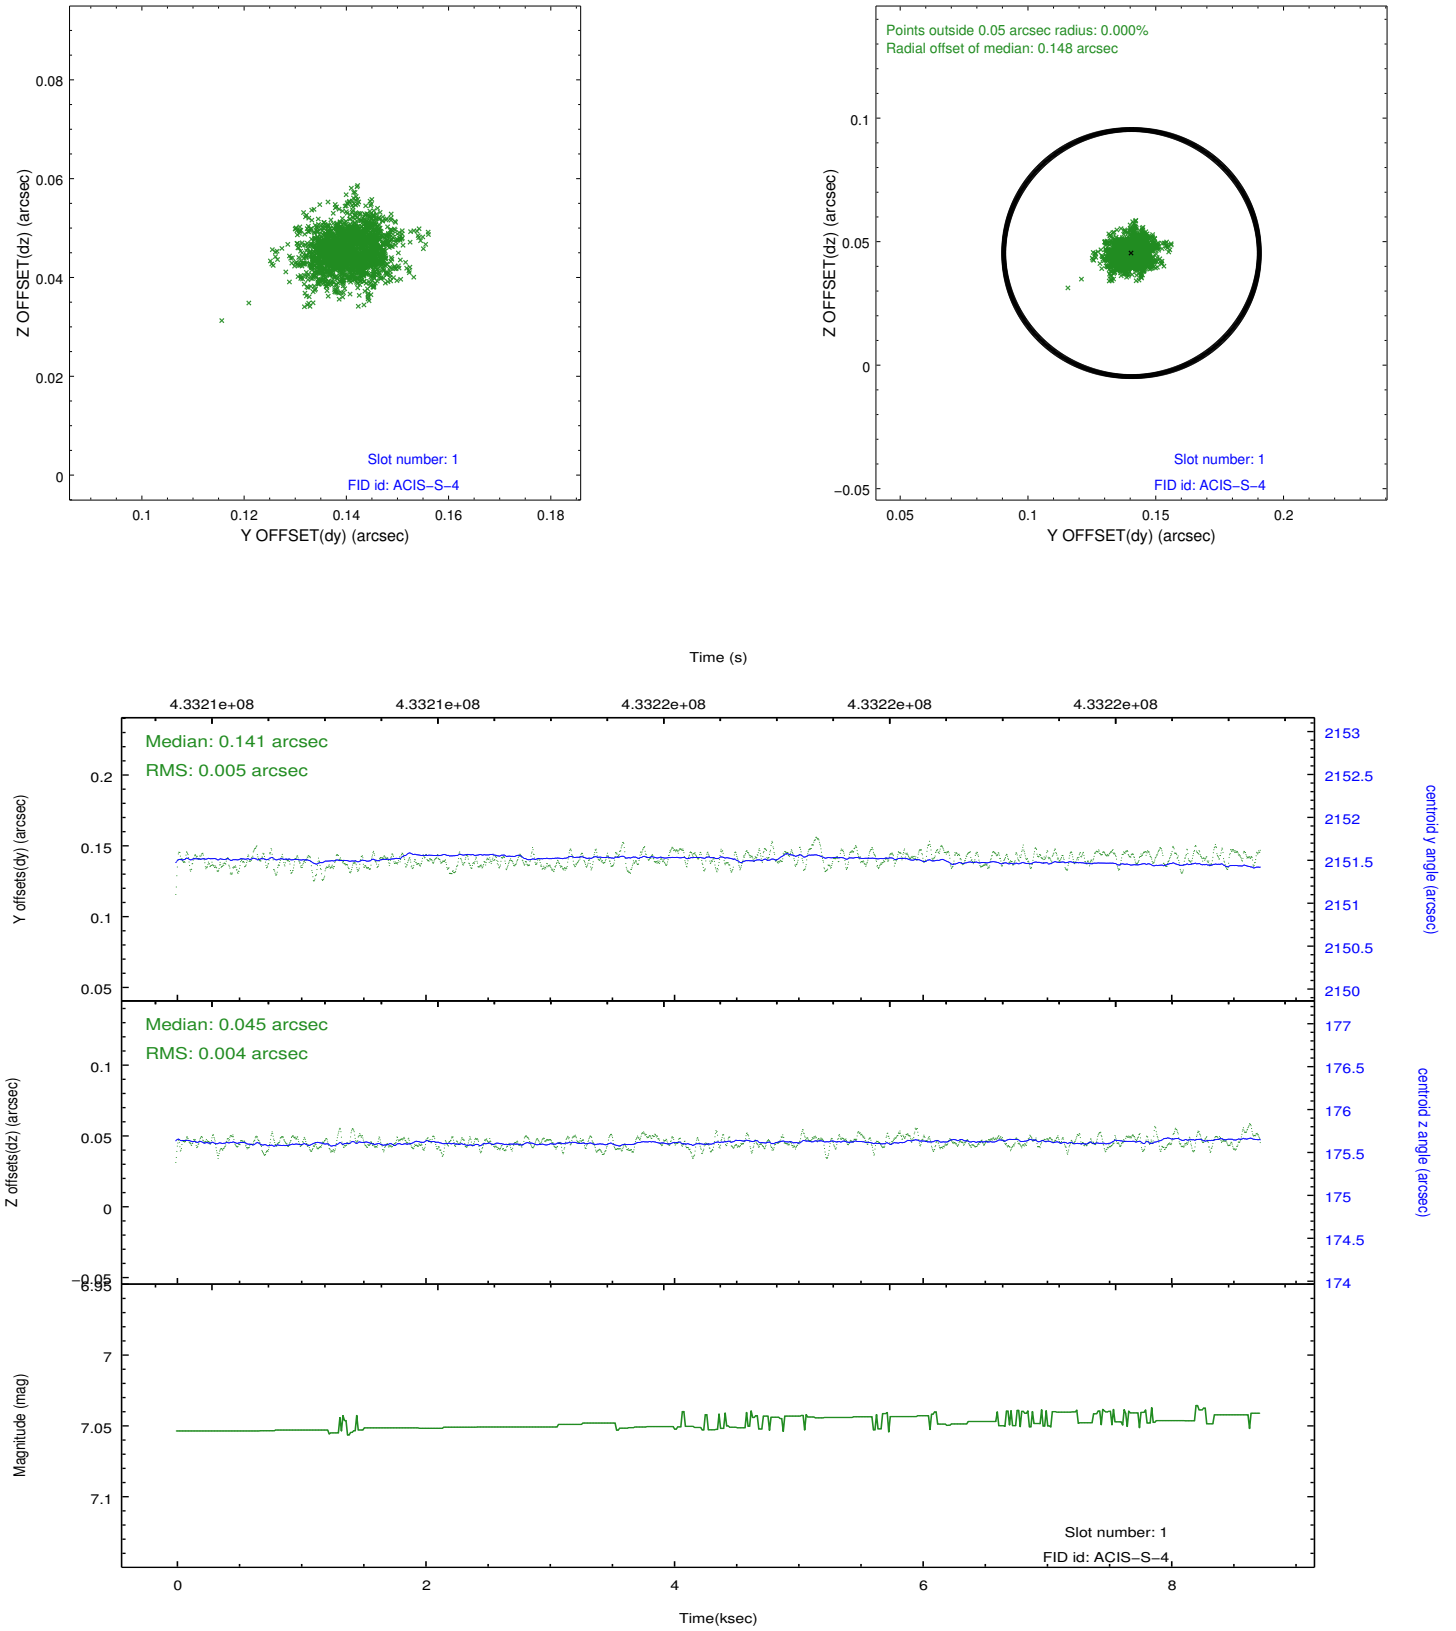 0.08
0.06
0.04
0.02
0
Z OFFSET(dz) (arcsec)
Slot number: 1
FID id: ACIS−S−4
0.1 0.12 0.14 0.16 0.18
Y OFFSET(dy) (arcsec)
Points outside 0.05 arcsec radius: 0.000%
Radial offset of median: 0.148 arcsec
0.1
0.05
0
−0.05
Z OFFSET(dz) (arcsec)
Slot number: 1
FID id: ACIS−S−4
0.05 0.1 0.15 0.2
Y OFFSET(dy) (arcsec)
Time (s)
4.3321e+08 4.3321e+08 4.3322e+08 4.3322e+08 4.3322e+08
Median: 0.141 arcsec
RMS: 0.005 arcsec
0.2
0.15
0.1
0.05
Y offsets(dy) (arcsec)
2153
2152.5
2152
2151.5
2151
2150.5
2150
centroid y angle (arcsec)
Median: 0.045 arcsec
RMS: 0.004 arcsec
0.1
0.05
0
−0.05
Z offsets(dz) (arcsec)
177
176.5
176
175.5
175
174.5
174
centroid z angle (arcsec)
6.95
7
7.05
7.1
Magnitude (mag)
Slot number: 1
FID id: ACIS−S−4
0 2 4 6 8
Time(ksec)